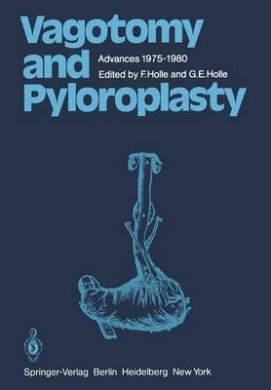 Vagotomy
and
Advances 1975-1980
Edited by F.Holle and G.E.Holle
Pyloroplasty
Springer-Verlag Berlin Heidelberg New York